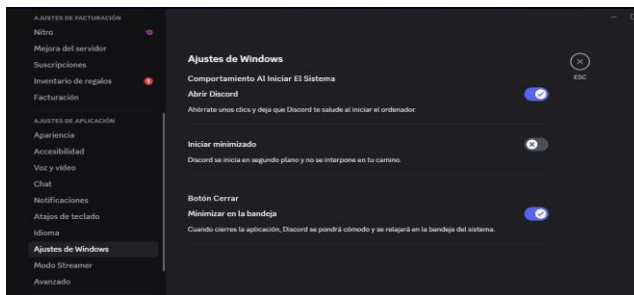 AJUSTES DE FACTURACIÓN
Nitro
Mejora del servidor
Suscripciones
Inventario de regalos
1
Facturación
AJUSTES DE APLICACIÓN
Apariencia
Accesibilidad
Voz y vídeo
Chat
Notificaciones
Atajos de teclado
Idioma
Ajustes de Windows
Modo Streamer
Avanzado
Ajustes de Windows
Comportamiento Al Iniciar El Sistema
Abrir Discord
Ahórrate unos clics y deja que Discord te salude al iniciar el ordenador.
Iniciar minimizado
Discord se inicia en segundo plano y no se interpone en tu camino.
Botón Cerrar
Minimizar en la bandeja
Cuando cierres la aplicación, Discord se pondrá cómodo y se relajará en la bandeja del sistema.
ESC